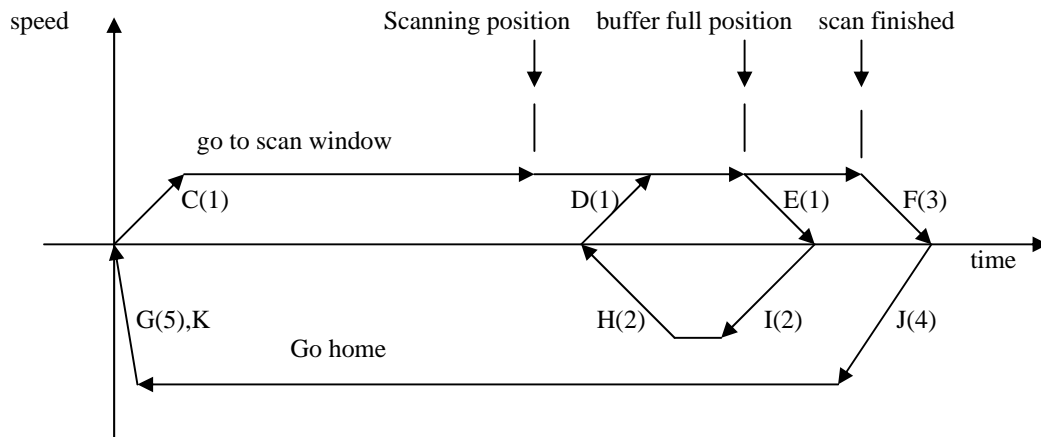 speed
Scanning position
buffer full position
scan finished
go to scan window
C(1)
D(1)
E(1)
F(3)
time
G(5),K
H(2)
I(2)
J(4)
Go home